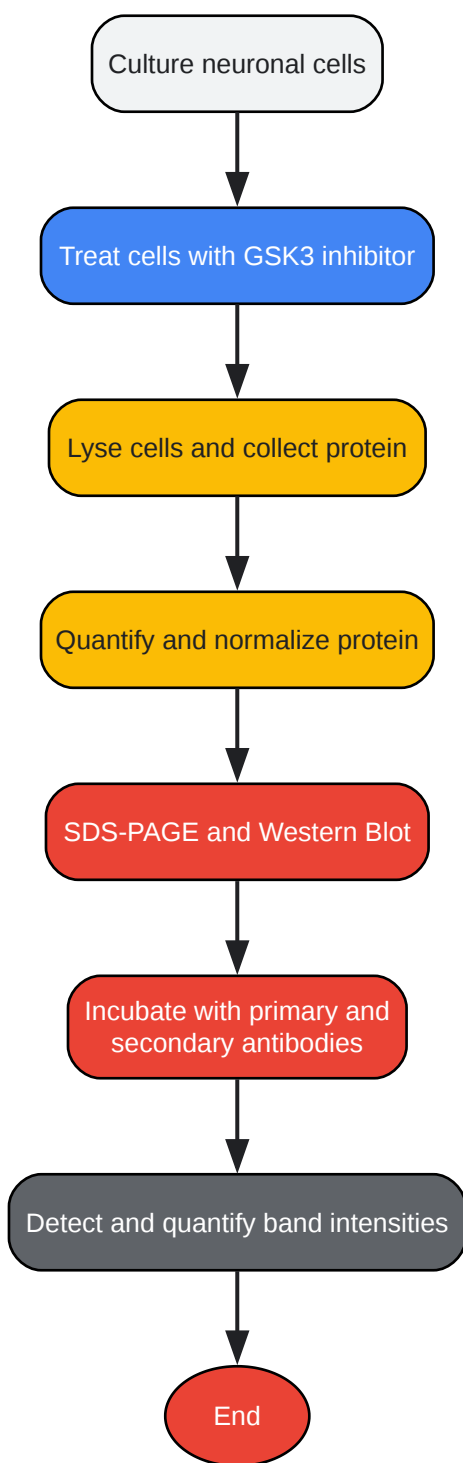 Culture neuronal cells
Treat cells with GSK3 inhibitor
Lyse cells and collect protein
Quantify and normalize protein
SDS-PAGE and Western Blot
Incubate with primary and
secondary antibodies
Detect and quantify band intensities
End